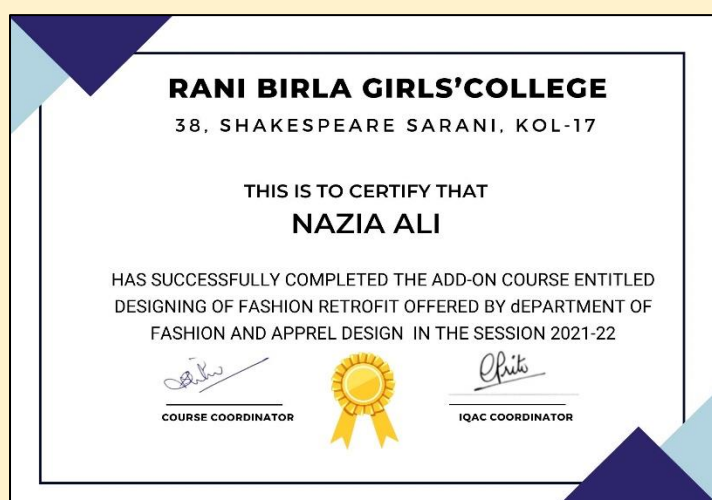 RANI BIRLA GIRLS'COLLEGE
38, SHAKESPEARE SARANI, KOL-17
THIS IS TO CERTIFY THAT
NAZIA ALI
HAS SUCCESSFULLY COMPLETED THE ADD-ON COURSE ENTITLED
DESIGNING OF FASHION RETROFIT OFFERED BY dEPARTMENT OF
FASHION AND APPREL DESIGN IN THE SESSION 2021-22
COURSE COORDINATOR IQAC COORDINATOR